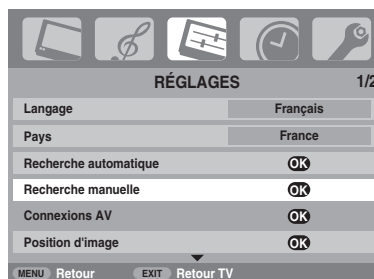 RÉGLAGES 1/2
Langage Français
Pays France
Recherche automatique OK
Recherche manuelle OK
Connexions AV OK
Position d'image OK
MENU Retour EXIT Retour TV